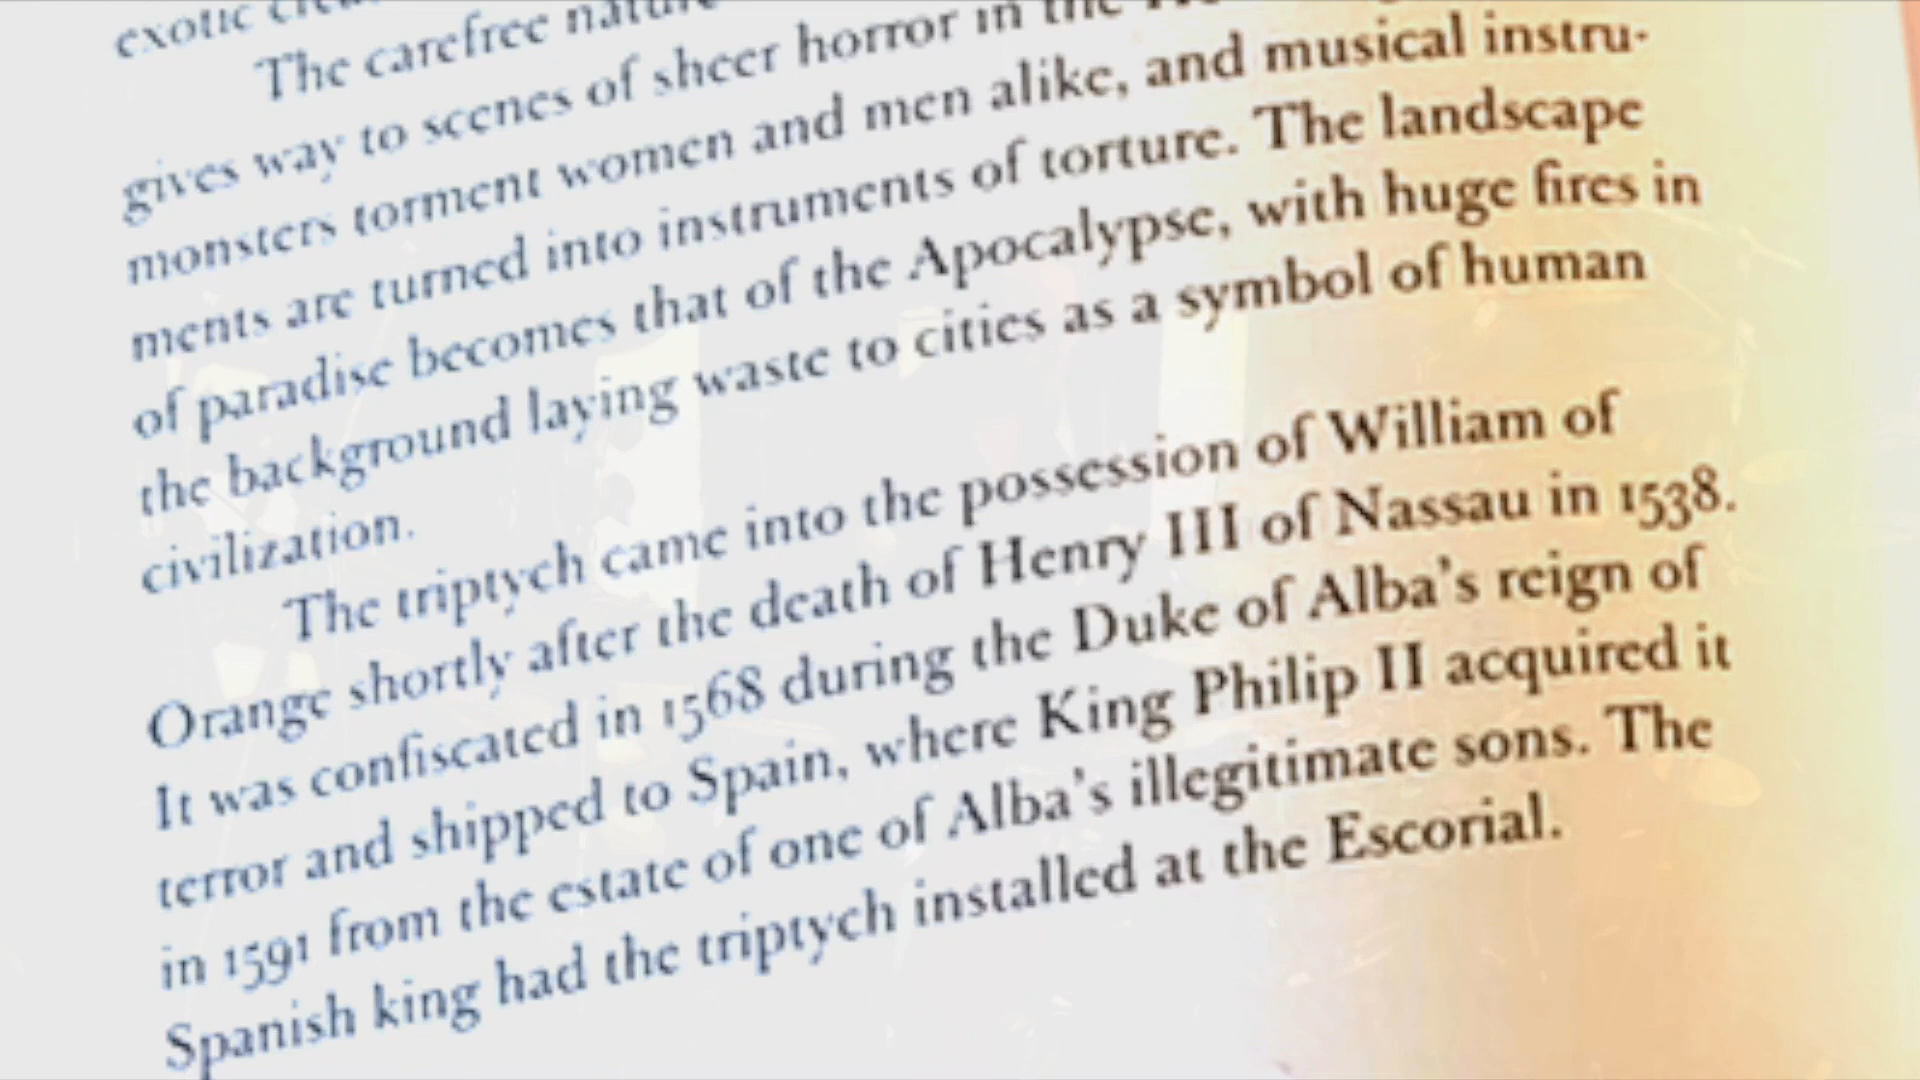 exotic
The carefree nature
gives way to scenes of sheer horror in the
monsters torment women and men alike, and musical instru-
ments are turned into instruments of torture. The landscape
of paradise becomes that of the Apocalypse, with huge fires in
the background laying waste to cities as a symbol of human
civilization.
The triptych came into the possession of William of
Orange shortly after the death of Henry III of Nassau in 1538.
It was confiscated in 1568 during the Duke of Alba's reign of
terror and shipped to Spain, where King Philip II acquired it
in 1591 from the estate of one of Alba's illegitimate sons. The
Spanish king had the triptych installed at the Escorial.